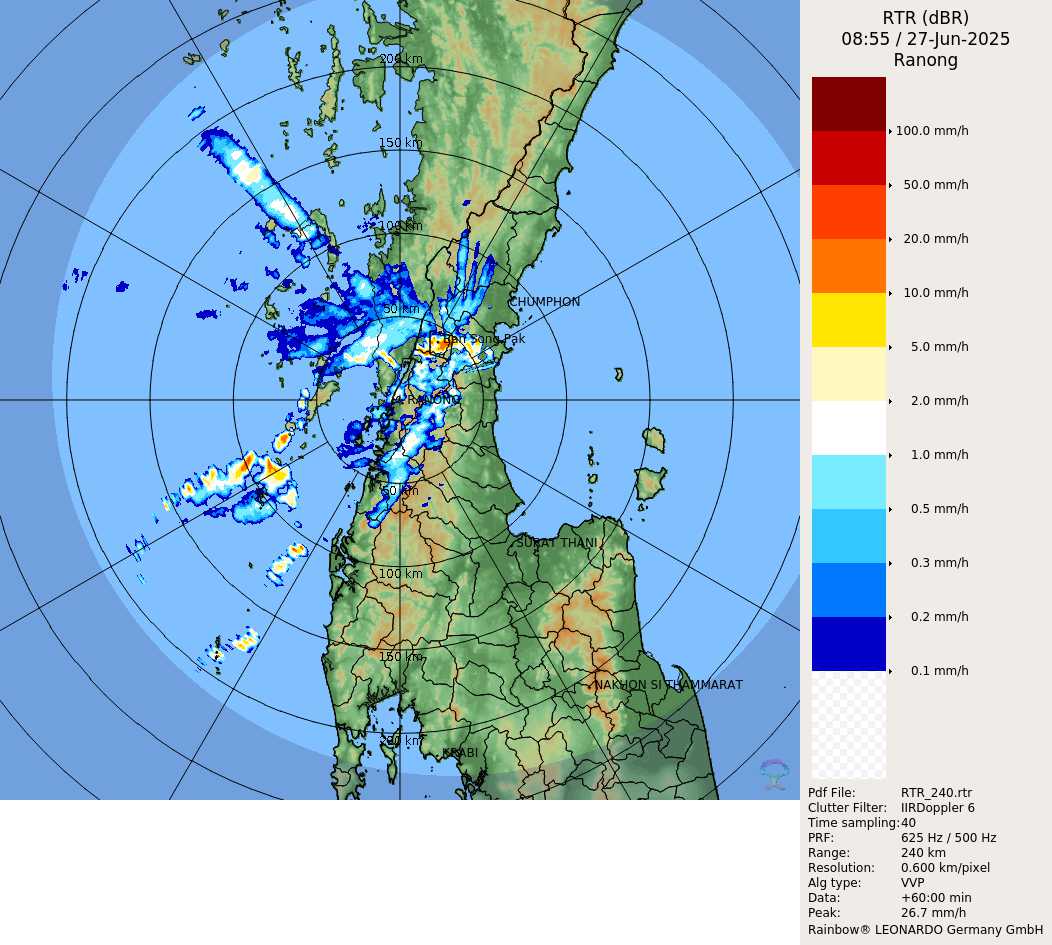 RTR (dBR)
08:55 / 27-Jun-2025
Ranong
200 km
150 km
100 km
50 km
CHUMPHON
Ban Song Pak
RANONG
50 km
SURAT THANI
100 km
150 km
NAKHON SI THAMMARAT
200 km
KRABI
100.0 mm/h
50.0 mm/h
20.0 mm/h
10.0 mm/h
5.0 mm/h
2.0 mm/h
1.0 mm/h
0.5 mm/h
0.3 mm/h
0.2 mm/h
0.1 mm/h
Pdf File: RTR_240.rtr
Clutter Filter: IIRDoppler 6
Time sampling:40
PRF: 625 Hz / 500 Hz
Range: 240 km
Resolution: 0.600 km/pixel
Alg type: VVP
Data: +60:00 min
Peak: 26.7 mm/h
Rainbow® LEONARDO Germany GmbH